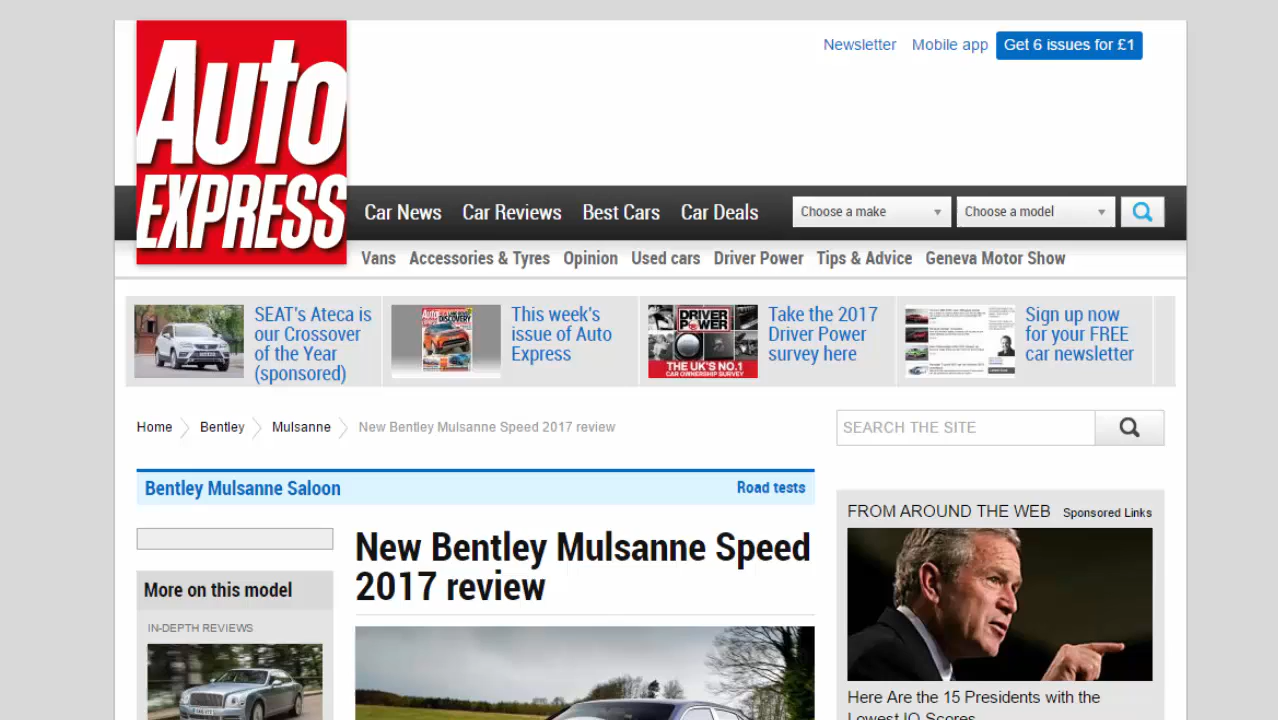 Auto
EXPRESS
Newsletter Mobile app Get 6 issues for £1
Car News Car Reviews Best Cars Car Deals Choose a make Choose a model
Vans Accessories & Tyres Opinion Used cars Driver Power Tips & Advice Geneva Motor Show
SEAT's Ateca is
our Crossover
of the Year
(sponsored)
This week's
issue of Auto
Express
DRIVER
POWER
THE UK'S NO.1
CAR OWNERSHIP SURVEY
Take the 2017
Driver Power
survey here
Sign up now
for your FREE
car newsletter
Home Bentley Mulsanne New Bentley Mulsanne Speed 2017 review
SEARCH THE SITE
Bentley Mulsanne Saloon Road tests
New Bentley Mulsanne Speed
2017 review
More on this model
IN-DEPTH REVIEWS
FROM AROUND THE WEB Sponsored Links
Here Are the 15 Presidents with the
Lowest IQ Scores